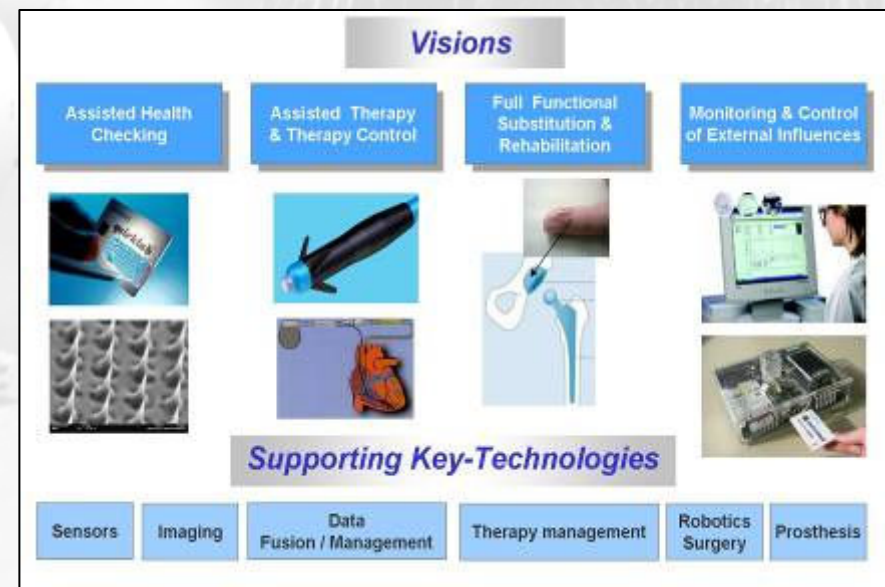 Visions
Assisted Health
Checking
Assisted Therapy
& Therapy Control
Full Functional
Substitution &
Rehabilitation
Monitoring & Control
of External Influences
quicklab
Supporting Key-Technologies
Sensors
Imaging
Data
Fusion / Management
Therapy management
Robotics
Surgery
Prosthesis